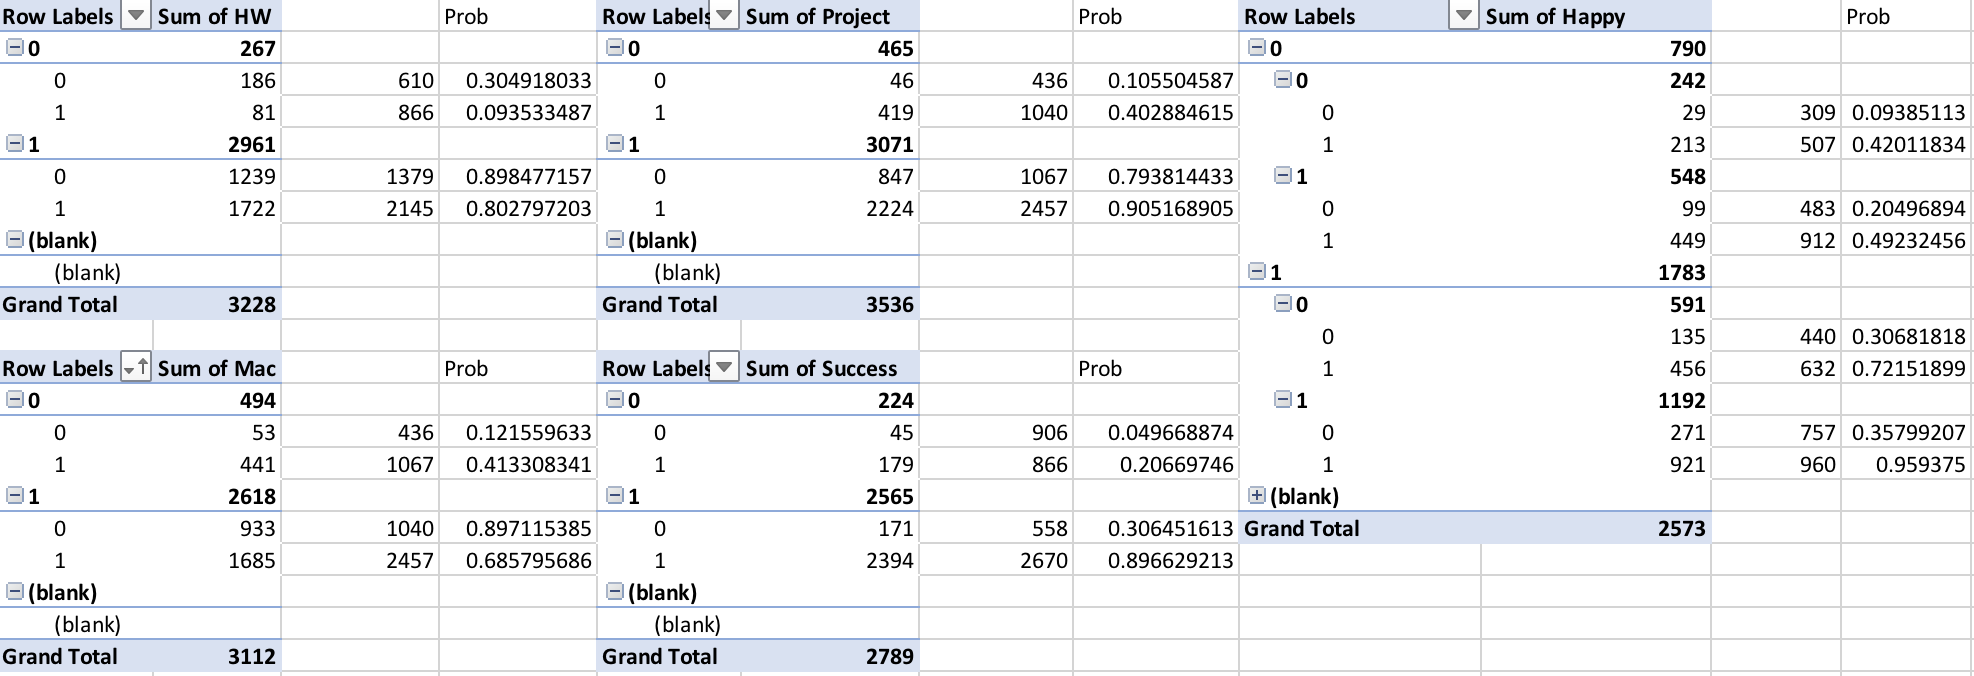 Row Labels Sum of HW Prob Row Labels Sum of Project Prob Row Labels Sum of Happy Prob
0 267 0 465 0 790
0 186 610 0.304918033 0 46 436 0.105504587 0 242
1 81 866 0.093533487 1 419 1040 0.402884615 0 29 309 0.09385113
1 2961 1 3071 1 213 507 0.42011834
0 1239 1379 0.898477157 0 847 1067 0.793814433 1 548
1 1722 2145 0.802797203 1 2224 2457 0.905168905 0 99 483 0.20496894
(blank) (blank) 1 449 912 0.49232456
(blank) (blank) 1 1783
Grand Total 3228 Grand Total 3536 0 591
0 135 440 0.30681818
Row Labels Sum of Mac Prob Row Labels Sum of Success Prob 1 456 632 0.72151899
0 494 0 224 1 1192
0 53 436 0.121559633 0 45 906 0.049668874 0 271 757 0.35799207
1 441 1067 0.413308341 1 179 866 0.20669746 1 921 960 0.959375
1 2618 1 2565 (blank)
0 933 1040 0.897115385 0 171 558 0.306451613 Grand Total 2573
1 1685 2457 0.685795686 1 2394 2670 0.896629213
(blank) (blank)
(blank) (blank)
Grand Total 3112 Grand Total 2789